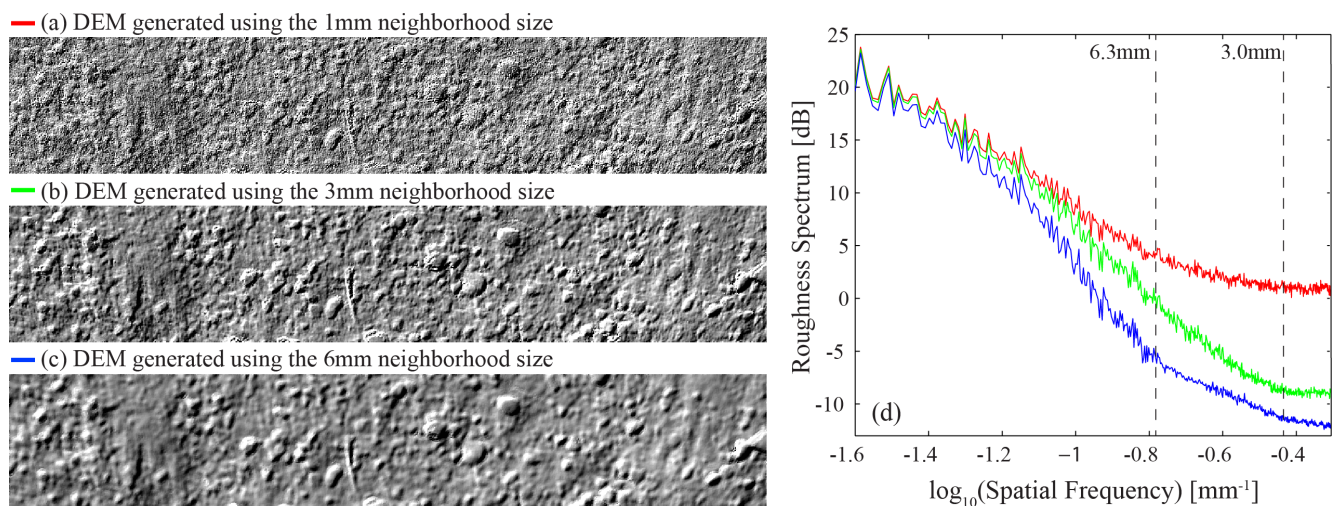 (a) DEM generated using the 1mm neighborhood size
(b) DEM generated using the 3mm neighborhood size
(c) DEM generated using the 6mm neighborhood size
6.3mm
3.0mm
25
20
15
10
5
0
-5
-10
Roughness Spectrum [dB]
(d)
-1.6
-1.4
-1.2
−1
-0.8
-0.6
-0.4
log₁₀(Spatial Frequency) [mm⁻¹]